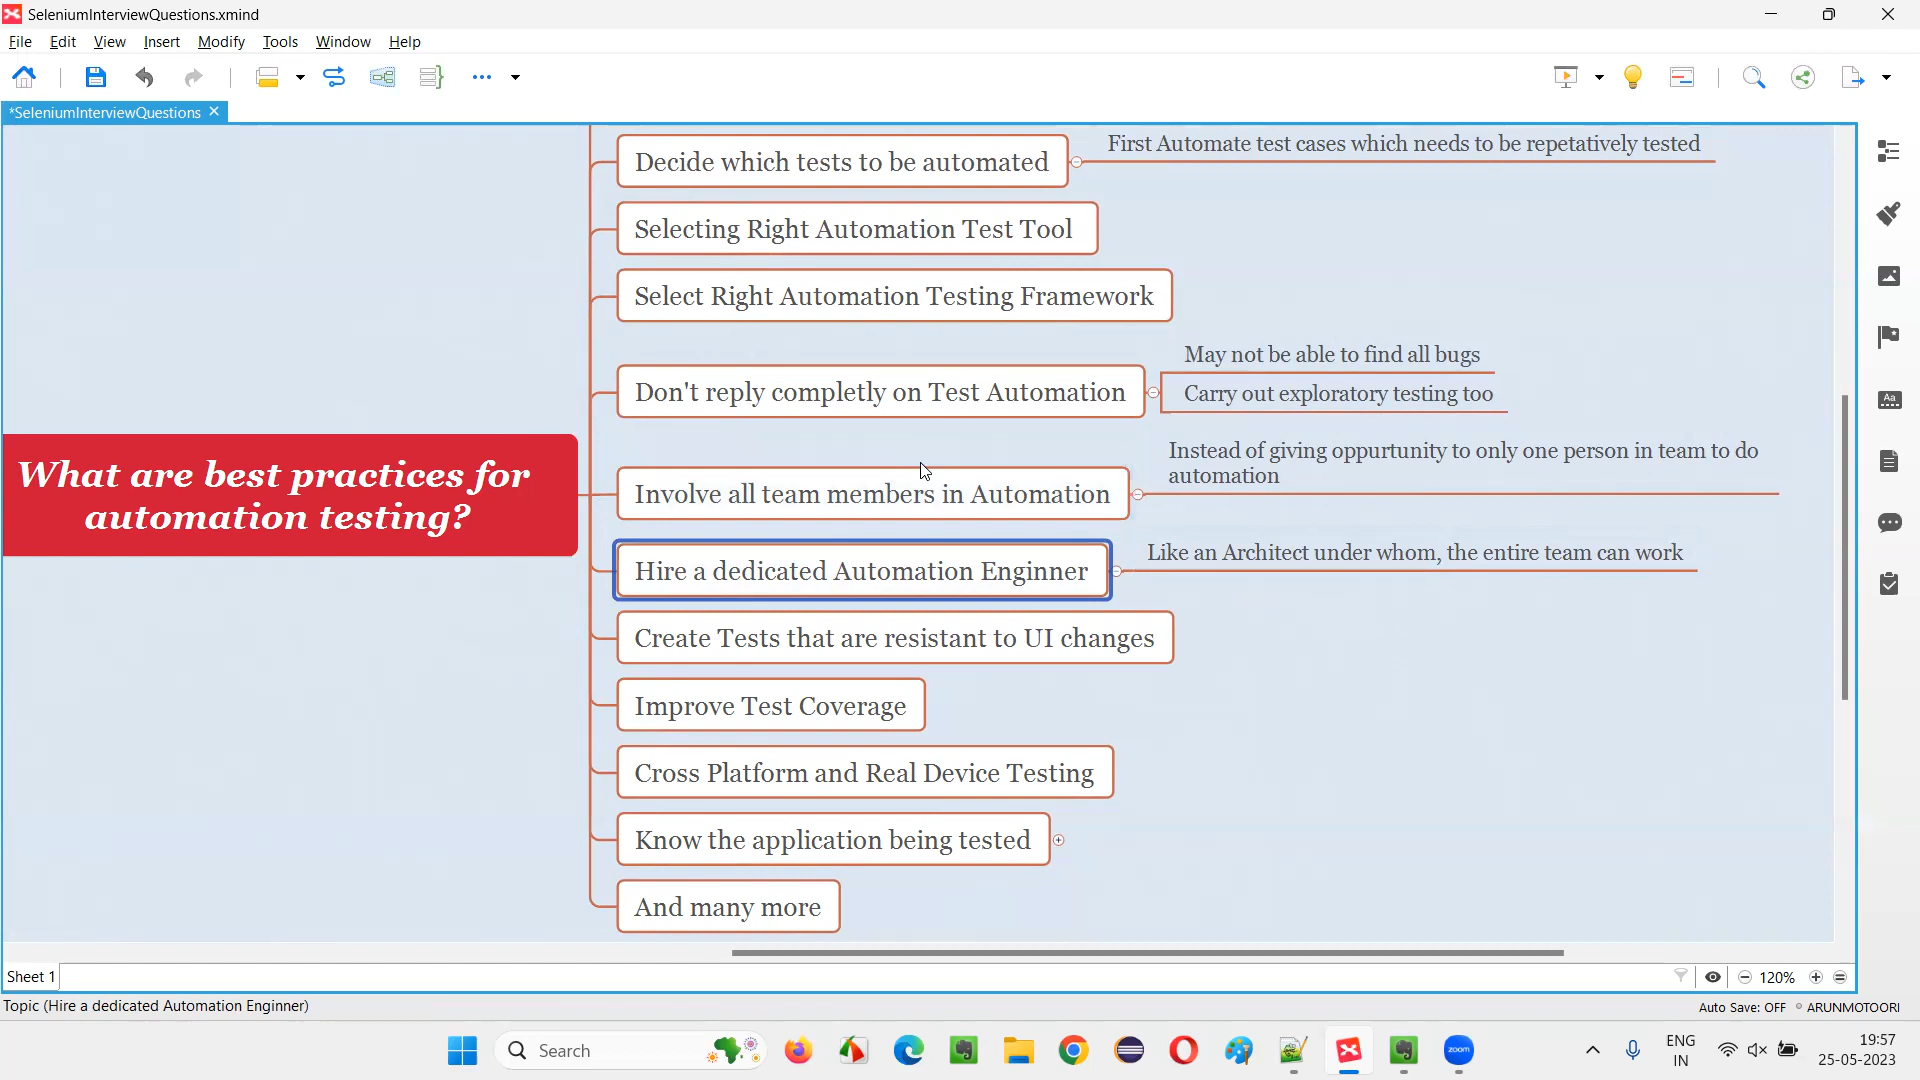 SeleniumInterviewQuestions.xmind
File Edit View Insert Modify Tools Window Help
*SeleniumInterviewQuestions
Decide which tests to be automated
First Automate test cases which needs to be repetatively tested
Selecting Right Automation Test Tool
Select Right Automation Testing Framework
Don't reply completly on Test Automation
May not be able to find all bugs
Carry out exploratory testing too
What are best practices for
automation testing?
Involve all team members in Automation
Instead of giving oppurtunity to only one person in team to do
automation
Hire a dedicated Automation Enginner
Like an Architect under whom, the entire team can work
Create Tests that are resistant to UI changes
Improve Test Coverage
Cross Platform and Real Device Testing
Know the application being tested
And many more
Sheet 1
120%
Topic (Hire a dedicated Automation Enginner)
Auto Save: OFF
ARUNMOTOORI
Search
zoom
ENG
IN
19:57
25-05-2023